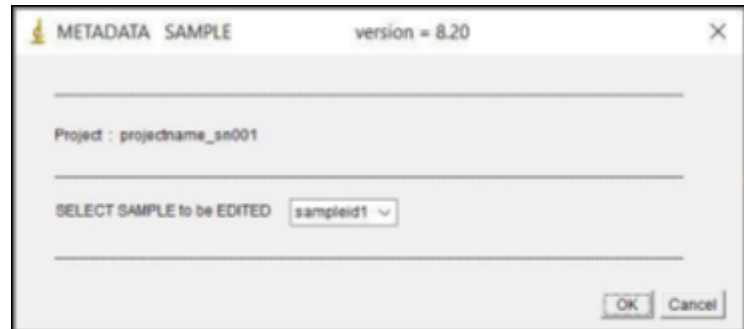 METADATA SAMPLE version = 8.20
Project : projectname_sn001
SELECT SAMPLE to be EDITED sampleid1
OK Cancel